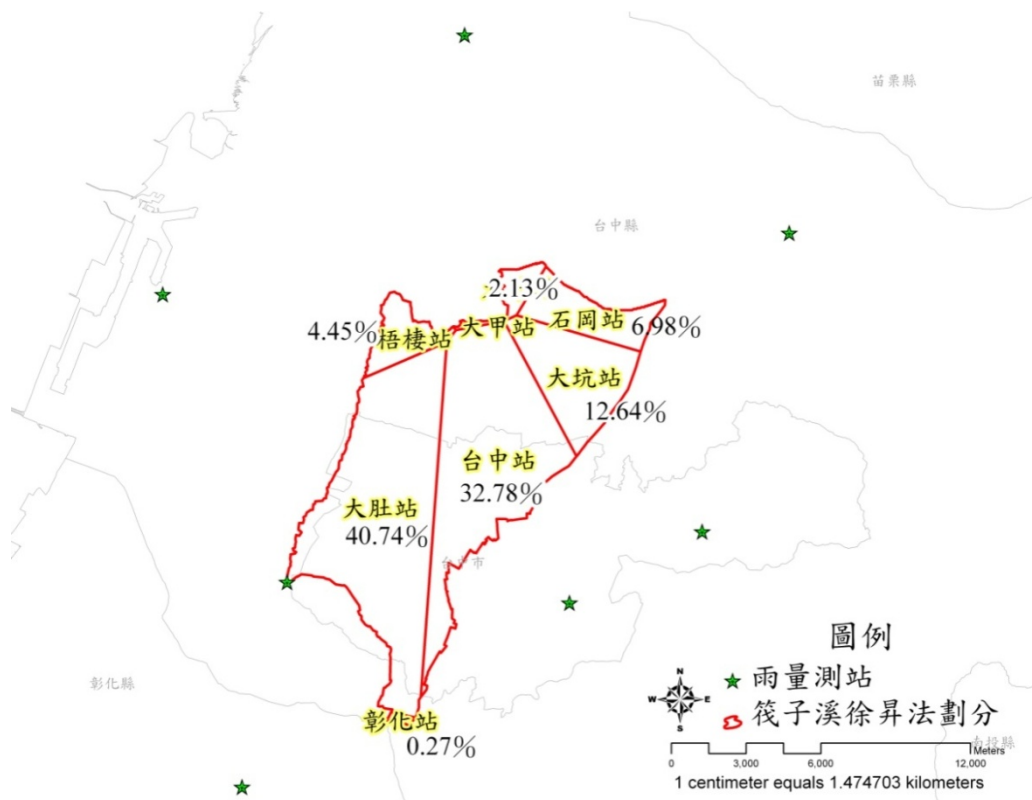 苗栗縣
台中縣
2.13%
4.45%
梧棲站
大甲站
石岡站
6.98%
大坑站
12.64%
台中站
32.78%
大肚站
40.74%
台中市
圖例
雨量測站
彰化縣
N
W E
S
筏子溪徐昇法劃分
彰化站
0.27%
南投縣
Meters
0 3,000 6,000 12,000
1 centimeter equals 1.474703 kilometers